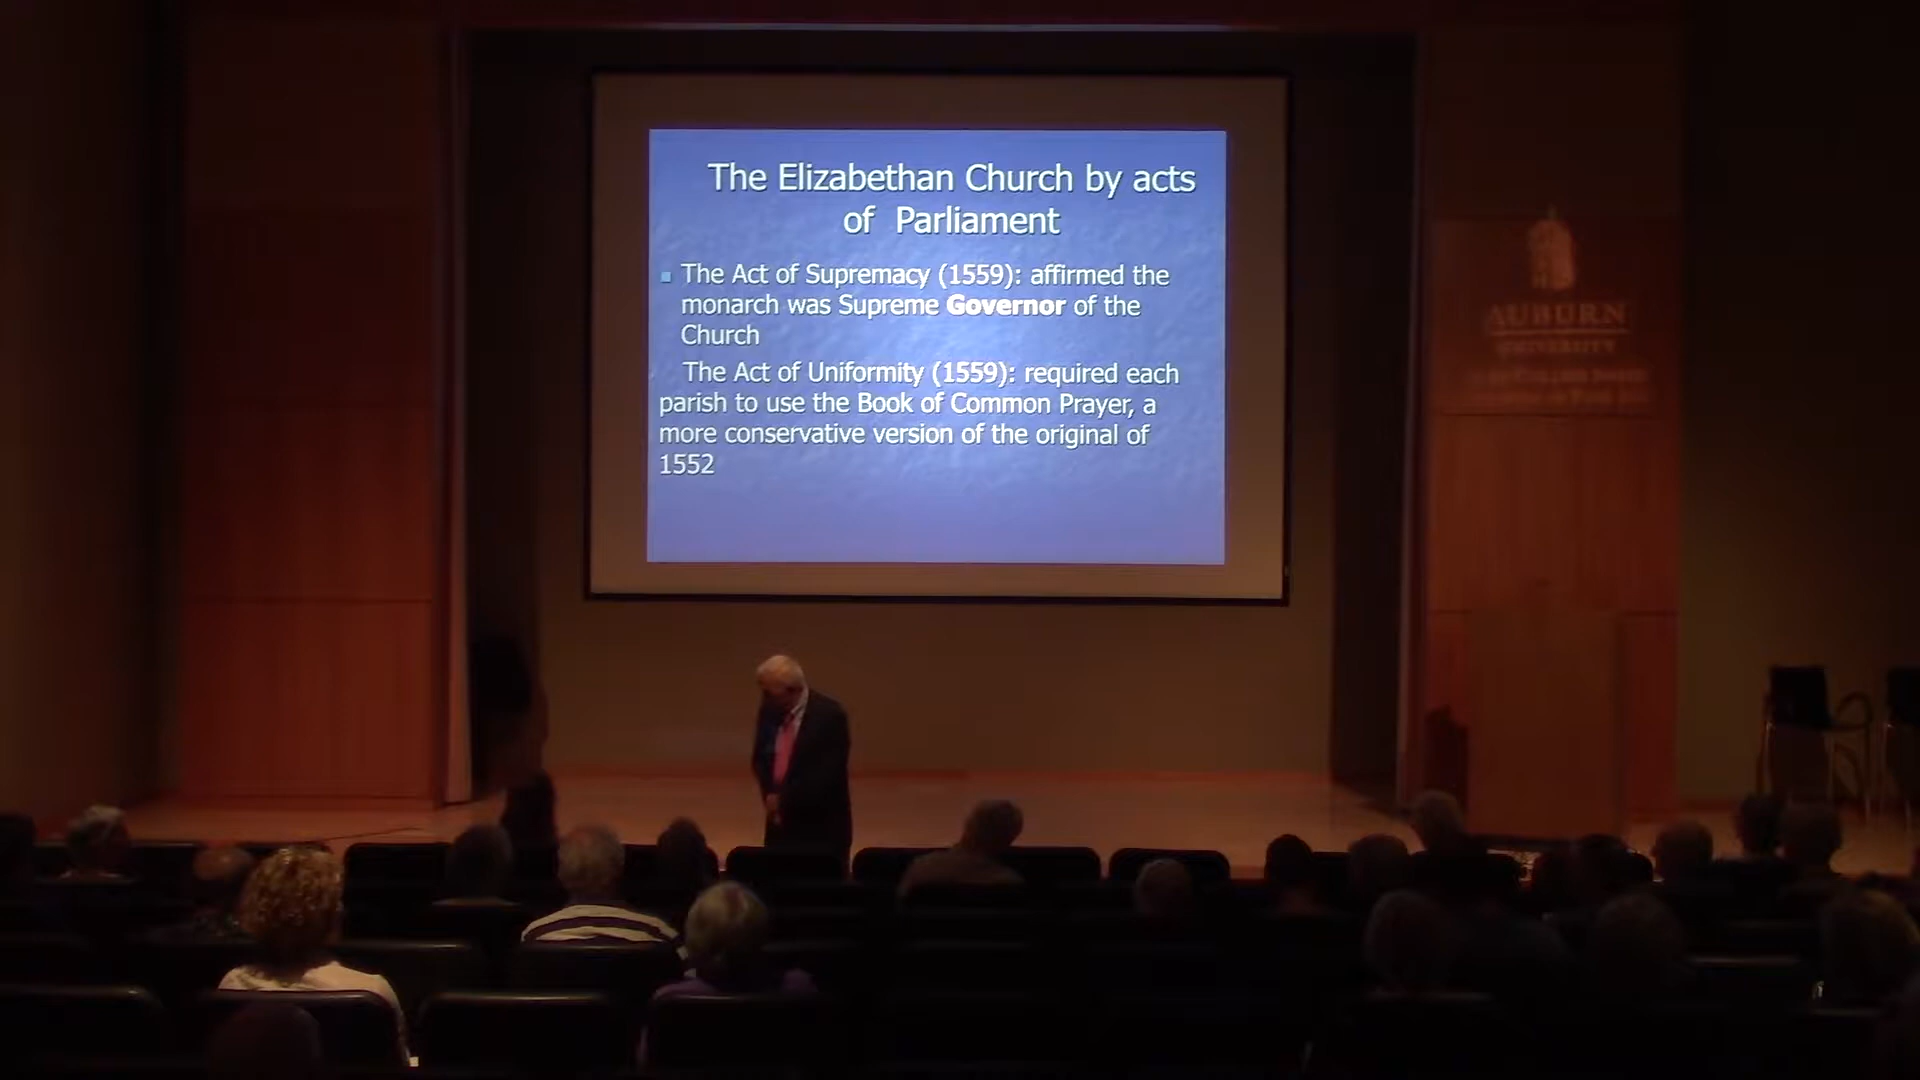 The Elizabethan Church by acts
of Parliament
The Act of Supremacy (1559): affirmed the
monarch was Supreme Governor of the
Church
The Act of Uniformity (1559): required each
parish to use the Book of Common Prayer, a
more conservative version of the original of
1552
AUBURN
UNIVERSITY